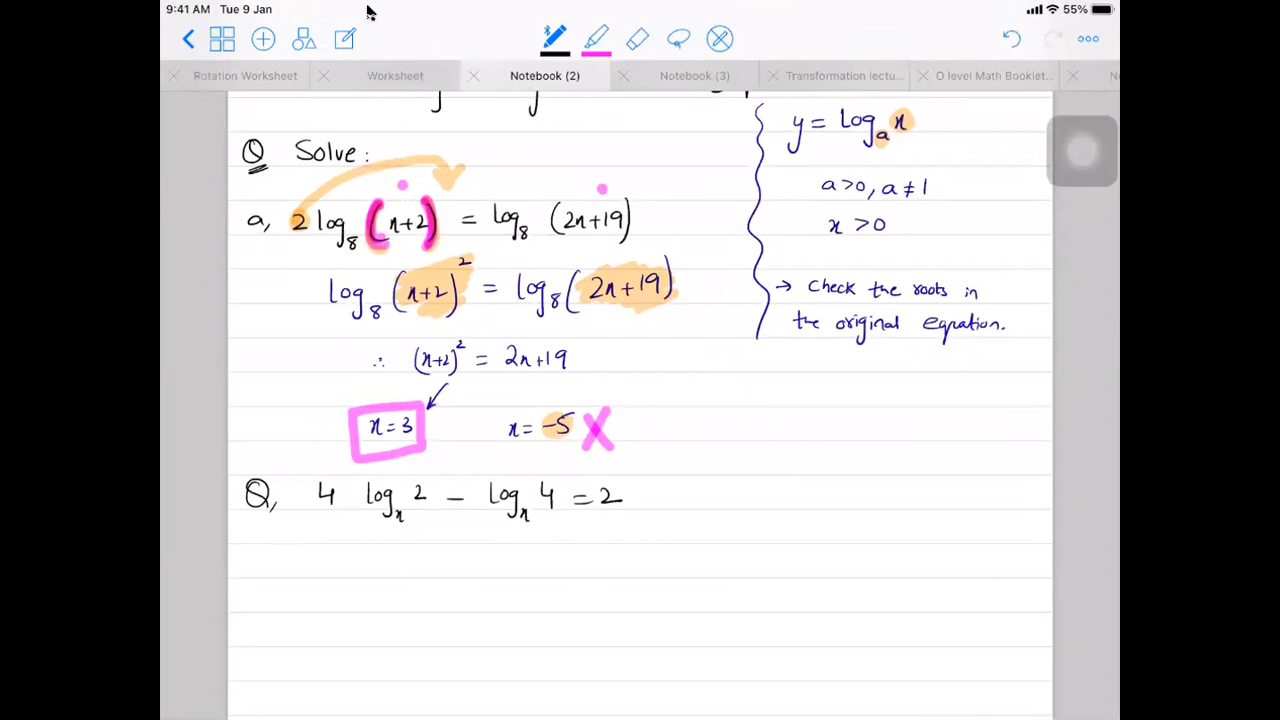 9:41 AM Tue 9 Jan
55%
Rotation Worksheet
Worksheet
Notebook (2)
Notebook (3)
Transformation lectu...
O level Math Booklet...
Q Solve:
a, 2 log₈ (x+2) = log₈ (2x+19)
log₈ (x+2)² = log₈ (2x+19)
∴ (x+2)² = 2x+19
x = 3 x = -5 X
Q, 4 logₓ 2 - logₓ 4 = 2
y = logₐ x
a>0, a≠1
x >0
→ Check the roots in
the original equation.